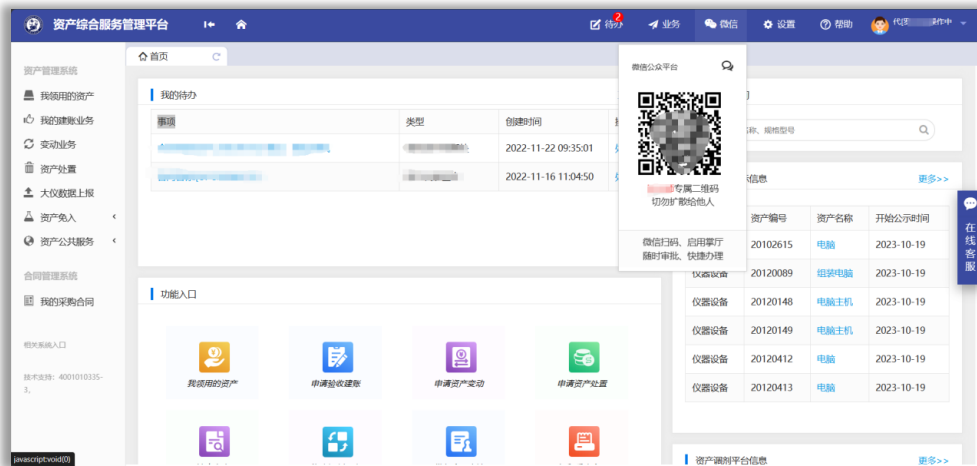 资产综合服务管理平台
待办
2
业务
微信
设置
帮助
首页
资产管理系统
我领用的资产
我的建账业务
变动业务
资产处置
大仪数据上报
资产免入
资产公共服务
合同管理系统
我的采购合同
相关系统入口
技术支持：4001010335-
3、
我的待办
事项 类型 创建时间
2022-11-22 09:35:01
2022-11-16 11:04:50
微信公众平台
专属二维码
切勿扩散给他人
微信扫码、启用掌厅
随时审批、快捷办理
称、规格型号
信息 更多>>
资产编号 资产名称 开始公示时间
20102615 电脑 2023-10-19
仪器设备 20120089 组装电脑 2023-10-19
仪器设备 20120148 电脑主机 2023-10-19
仪器设备 20120149 电脑主机 2023-10-19
仪器设备 20120412 电脑 2023-10-19
仪器设备 20120413 电脑 2023-10-19
资产调剂平台信息 更多>>
功能入口
我领用的资产 申请验收建账 申请资产变动 申请资产处置
在线客服
javascript:void(0)